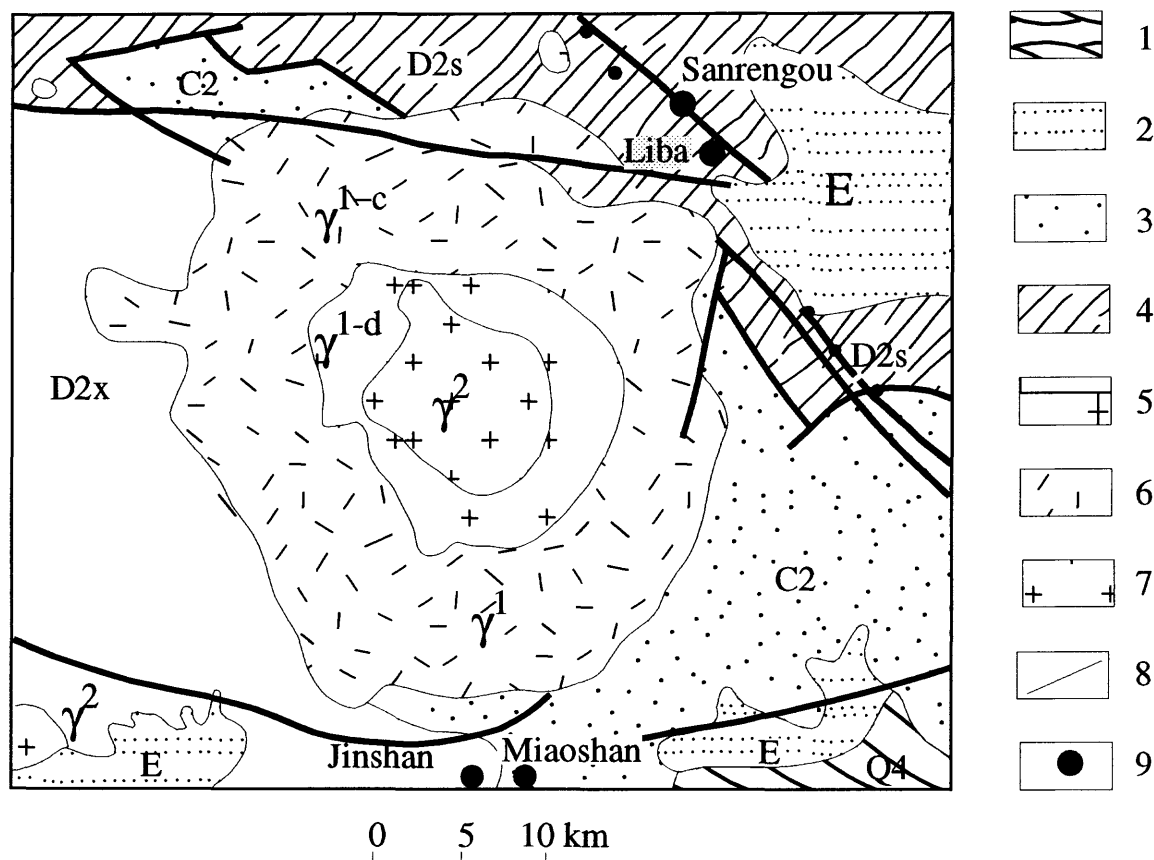 D2s
C2
Sanrengou
Liba
E
γ1-c
γ1-d
D2s
D2x
γ2
C2
γ1
γ2
E
Jinshan
Miaoshan
E
Q4
0 5 10 km
1
2
3
4
5
6
7
8
9